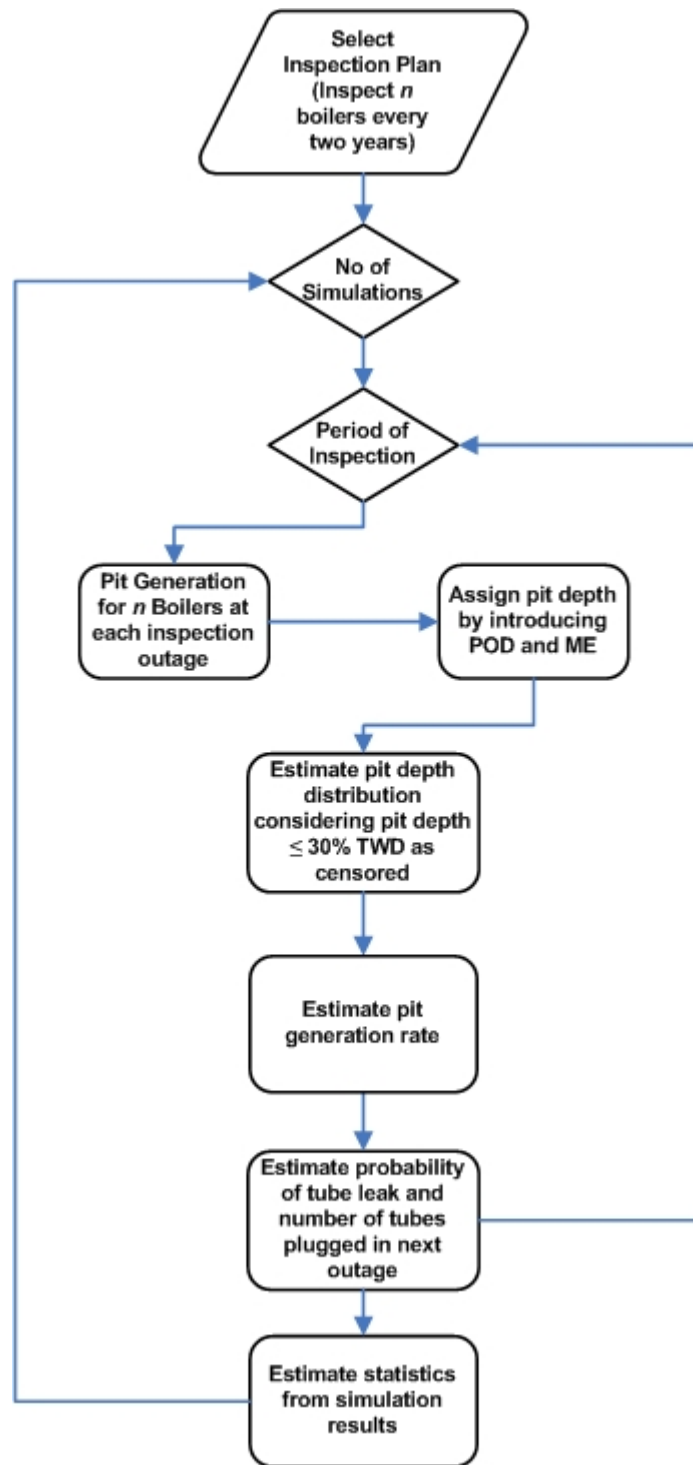 Select
Inspection Plan
(Inspect n
boilers every
two years)
No of
Simulations
Period of
Inspection
Pit Generation
for n Boilers at
each inspection
outage
Assign pit depth
by introducing
POD and ME
Estimate pit depth
distribution
considering pit depth
≤ 30% TWD as
censored
Estimate pit
generation rate
Estimate probability
of tube leak and
number of tubes
plugged in next
outage
Estimate statistics
from simulation
results